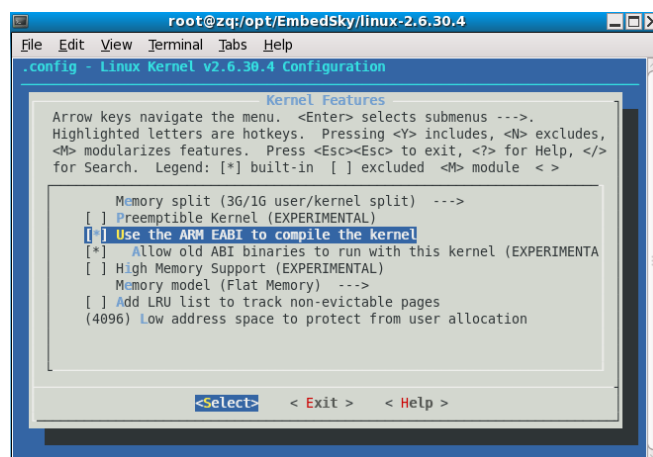 root@zq:/opt/EmbedSky/linux-2.6.30.4
File Edit View Terminal Tabs Help
.config - Linux Kernel v2.6.30.4 Configuration
Kernel Features
Arrow keys navigate the menu. <Enter> selects submenus --->.
Highlighted letters are hotkeys. Pressing <Y> includes, <N> excludes,
<M> modularizes features. Press <Esc><Esc> to exit, <?> for Help, </>
for Search. Legend: [*] built-in [ ] excluded <M> module < >
Memory split (3G/1G user/kernel split) --->
[ ] Preemptible Kernel (EXPERIMENTAL)
[*] Use the ARM EABI to compile the kernel
[*] Allow old ABI binaries to run with this kernel (EXPERIMENTA
[ ] High Memory Support (EXPERIMENTAL)
Memory model (Flat Memory) --->
[ ] Add LRU list to track non-evictable pages
(4096) Low address space to protect from user allocation
<Select> < Exit > < Help >